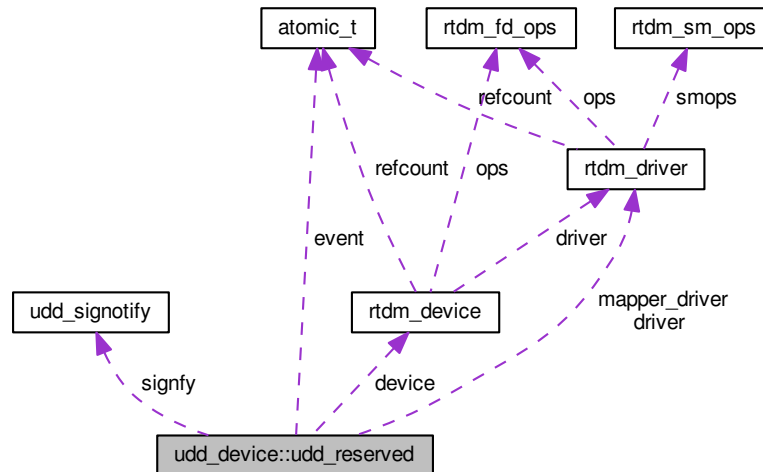 atomic_t
rtdm_fd_ops
rtdm_sm_ops
refcount
ops
smops
rtdm_driver
refcount
ops
event
driver
udd_signotify
rtdm_device
mapper_driver
driver
signfy
device
udd_device::udd_reserved